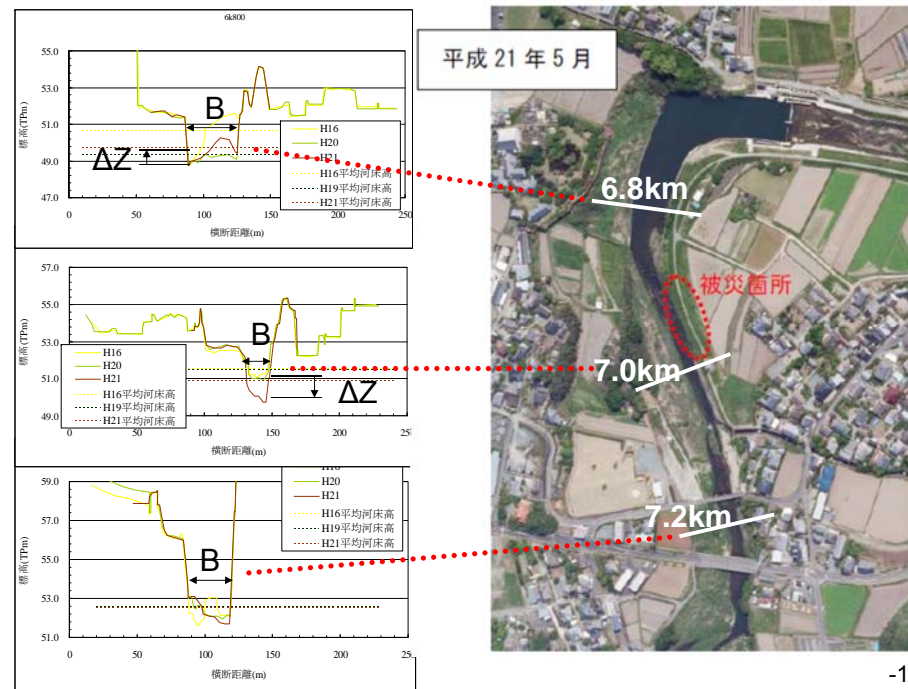 6k800
55.0
53.0
51.0
49.0
47.0
標高(TPm)
B
ΔZ
H16
H20
H21
H16平均河床高
H19平均河床高
H21平均河床高
0
50
100
150
200
250
横断距離(m)
57.0
55.0
53.0
51.0
49.0
標高(TPm)
B
ΔZ
H16
H20
H21
H16平均河床高
H19平均河床高
H21平均河床高
0
50
100
150
200
横断距離(m)
59.0
57.0
55.0
53.0
51.0
標高(TPm)
B
H16
H20
H21
H16平均河床高
H19平均河床高
H21平均河床高
0
50
100
150
200
250
横断距離(m)
平成 21 年 5 月
6.8km
被災箇所
7.0km
7.2km
-1